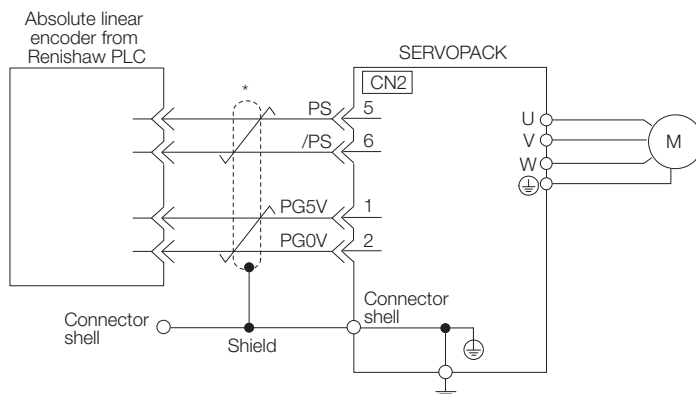 Absolute linear
encoder from
Renishaw PLC
SERVOPACK
CN2
*
PS
5
/PS
6
PG5V
1
PG0V
2
U
V
W
M
Connector
shell
Shield
Connector
shell